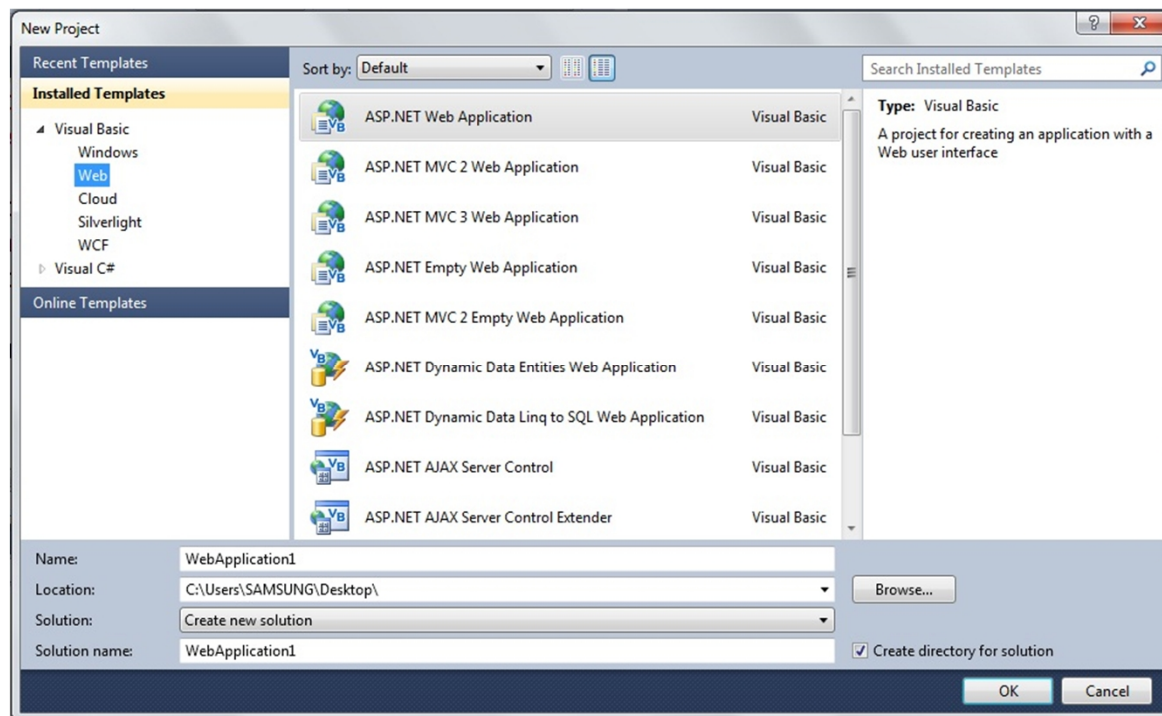 New Project
Recent Templates
Installed Templates
Visual Basic
Windows
Web
Cloud
Silverlight
WCF
Visual C#
Online Templates
Sort by: Default
Search Installed Templates
ASP.NET Web Application Visual Basic
ASP.NET MVC 2 Web Application Visual Basic
ASP.NET MVC 3 Web Application Visual Basic
ASP.NET Empty Web Application Visual Basic
ASP.NET MVC 2 Empty Web Application Visual Basic
ASP.NET Dynamic Data Entities Web Application Visual Basic
ASP.NET Dynamic Data Linq to SQL Web Application Visual Basic
ASP.NET AJAX Server Control Visual Basic
ASP.NET AJAX Server Control Extender Visual Basic
Type: Visual Basic
A project for creating an application with a
Web user interface
Name: WebApplication1
Location: C:\Users\SAMSUNG\Desktop\
Browse...
Solution: Create new solution
Solution name: WebApplication1
Create directory for solution
OK Cancel